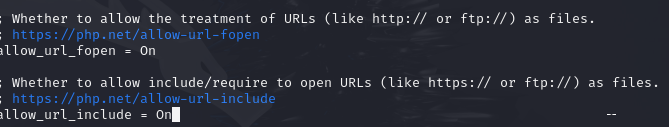 ; Whether to allow the treatment of URLs (like http:// or ftp://) as files.
; https://php.net/allow-url-fopen
allow_url_fopen = On
; Whether to allow include/require to open URLs (like https:// or ftp://) as files.
; https://php.net/allow-url-include
allow_url_include = On
--